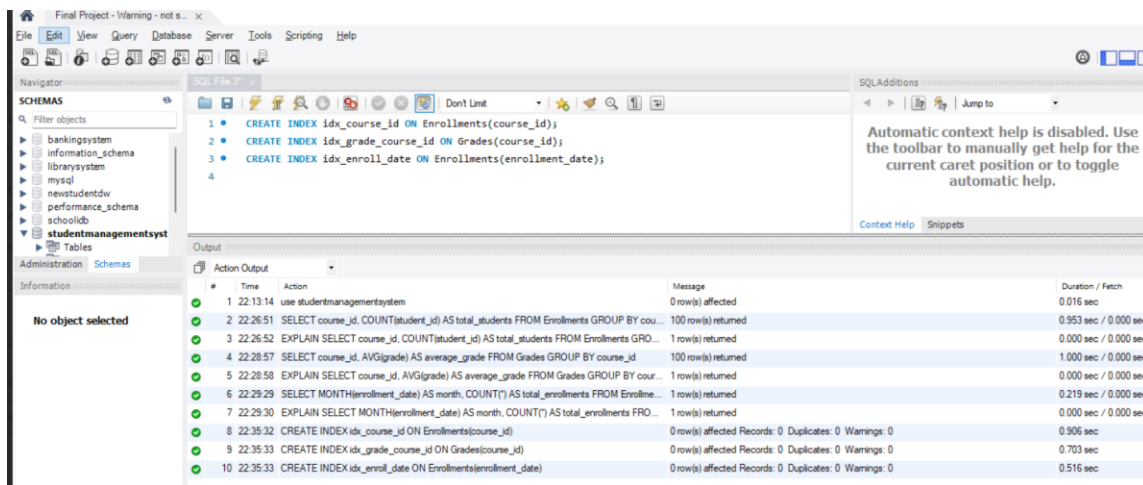 Final Project - Warning - not s... ×
File Edit View Query Database Server Tools Scripting Help
Navigator
SCHEMAS
Filter objects
bankingsystem
information_schema
librarysystem
mysql
newstudentdw
performance_schema
schoolidb
studentmanagementsyst
Tables
Administration Schemas
Information
No object selected
SQL File 3* ×
Don't Limit
1 CREATE INDEX idx_course_id ON Enrollments(course_id);
2 CREATE INDEX idx_grade_course_id ON Grades(course_id);
3 CREATE INDEX idx_enroll_date ON Enrollments(enrollment_date);
4
SQLAdditions
Jump to
Automatic context help is disabled. Use
the toolbar to manually get help for the
current caret position or to toggle
automatic help.
Context Help Snippets
Output
Action Output
# Time Action Message Duration / Fetch
1 22:13:14 use studentmanagementsystem 0 row(s) affected 0.016 sec
2 22:26:51 SELECT course_id, COUNT(student_id) AS total_students FROM Enrollments GROUP BY cou... 100 row(s) returned 0.953 sec / 0.000 sec
3 22:26:52 EXPLAIN SELECT course_id, COUNT(student_id) AS total_students FROM Enrollments GRO... 1 row(s) returned 0.000 sec / 0.000 sec
4 22:28:57 SELECT course_id, AVG(grade) AS average_grade FROM Grades GROUP BY course_id 100 row(s) returned 1.000 sec / 0.000 sec
5 22:28:58 EXPLAIN SELECT course_id, AVG(grade) AS average_grade FROM Grades GROUP BY cour... 1 row(s) returned 0.000 sec / 0.000 sec
6 22:29:29 SELECT MONTH(enrollment_date) AS month, COUNT(*) AS total_enrollments FROM Enrollme... 1 row(s) returned 0.219 sec / 0.000 sec
7 22:29:30 EXPLAIN SELECT MONTH(enrollment_date) AS month, COUNT(*) AS total_enrollments FRO... 1 row(s) returned 0.000 sec / 0.000 sec
8 22:35:32 CREATE INDEX idx_course_id ON Enrollments(course_id) 0 row(s) affected Records: 0 Duplicates: 0 Warnings: 0 0.906 sec
9 22:35:33 CREATE INDEX idx_grade_course_id ON Grades(course_id) 0 row(s) affected Records: 0 Duplicates: 0 Warnings: 0 0.703 sec
10 22:35:33 CREATE INDEX idx_enroll_date ON Enrollments(enrollment_date) 0 row(s) affected Records: 0 Duplicates: 0 Warnings: 0 0.516 sec